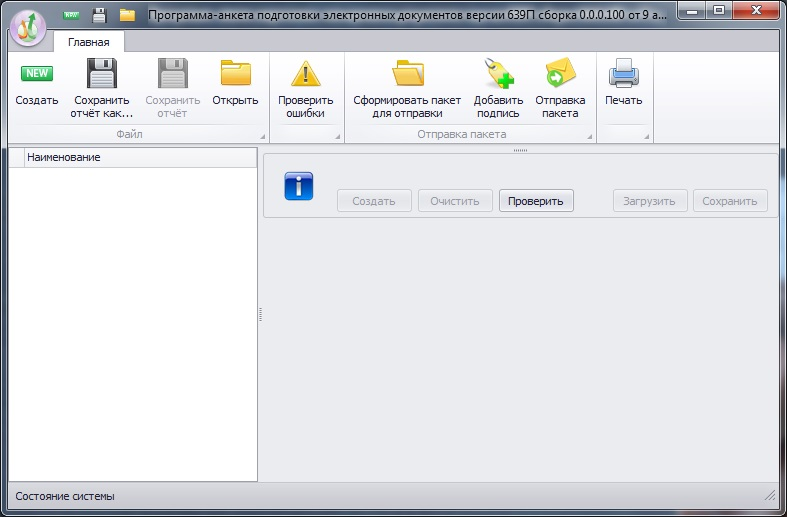 Программа-анкета подготовки электронных документов версии 639П сборка 0.0.0.100 от 9 а...
Главная
NEW
Создать
Сохранить
отчёт как...
Сохранить
отчёт
Открыть
Проверить
ошибки
Сформировать пакет
для отправки
Добавить
подпись
Отправка
пакета
Печать
Файл
Отправка пакета
Наименование
Создать
Очистить
Проверить
Загрузить
Сохранить
Состояние системы